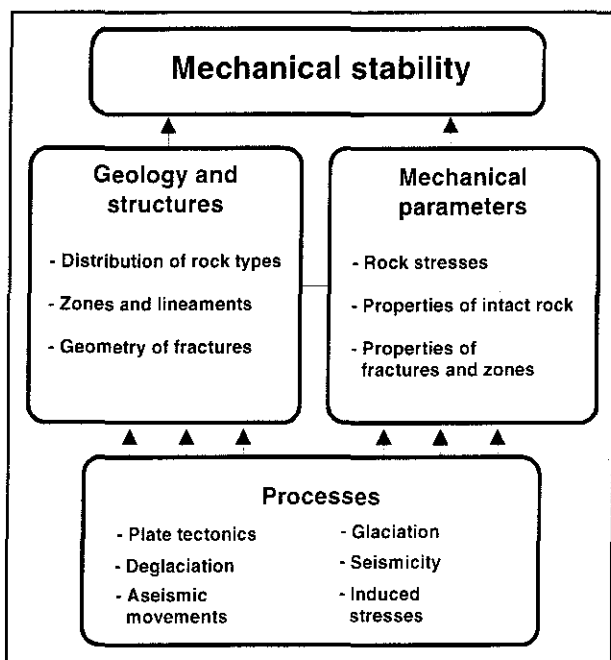 Mechanical stability
Geology and
structures
- Distribution of rock types
- Zones and lineaments
- Geometry of fractures
Mechanical
parameters
- Rock stresses
- Properties of intact rock
- Properties of
fractures and zones
Processes
- Plate tectonics
- Deglaciation
- Aseismic
movements
- Glaciation
- Seismicity
- Induced
stresses